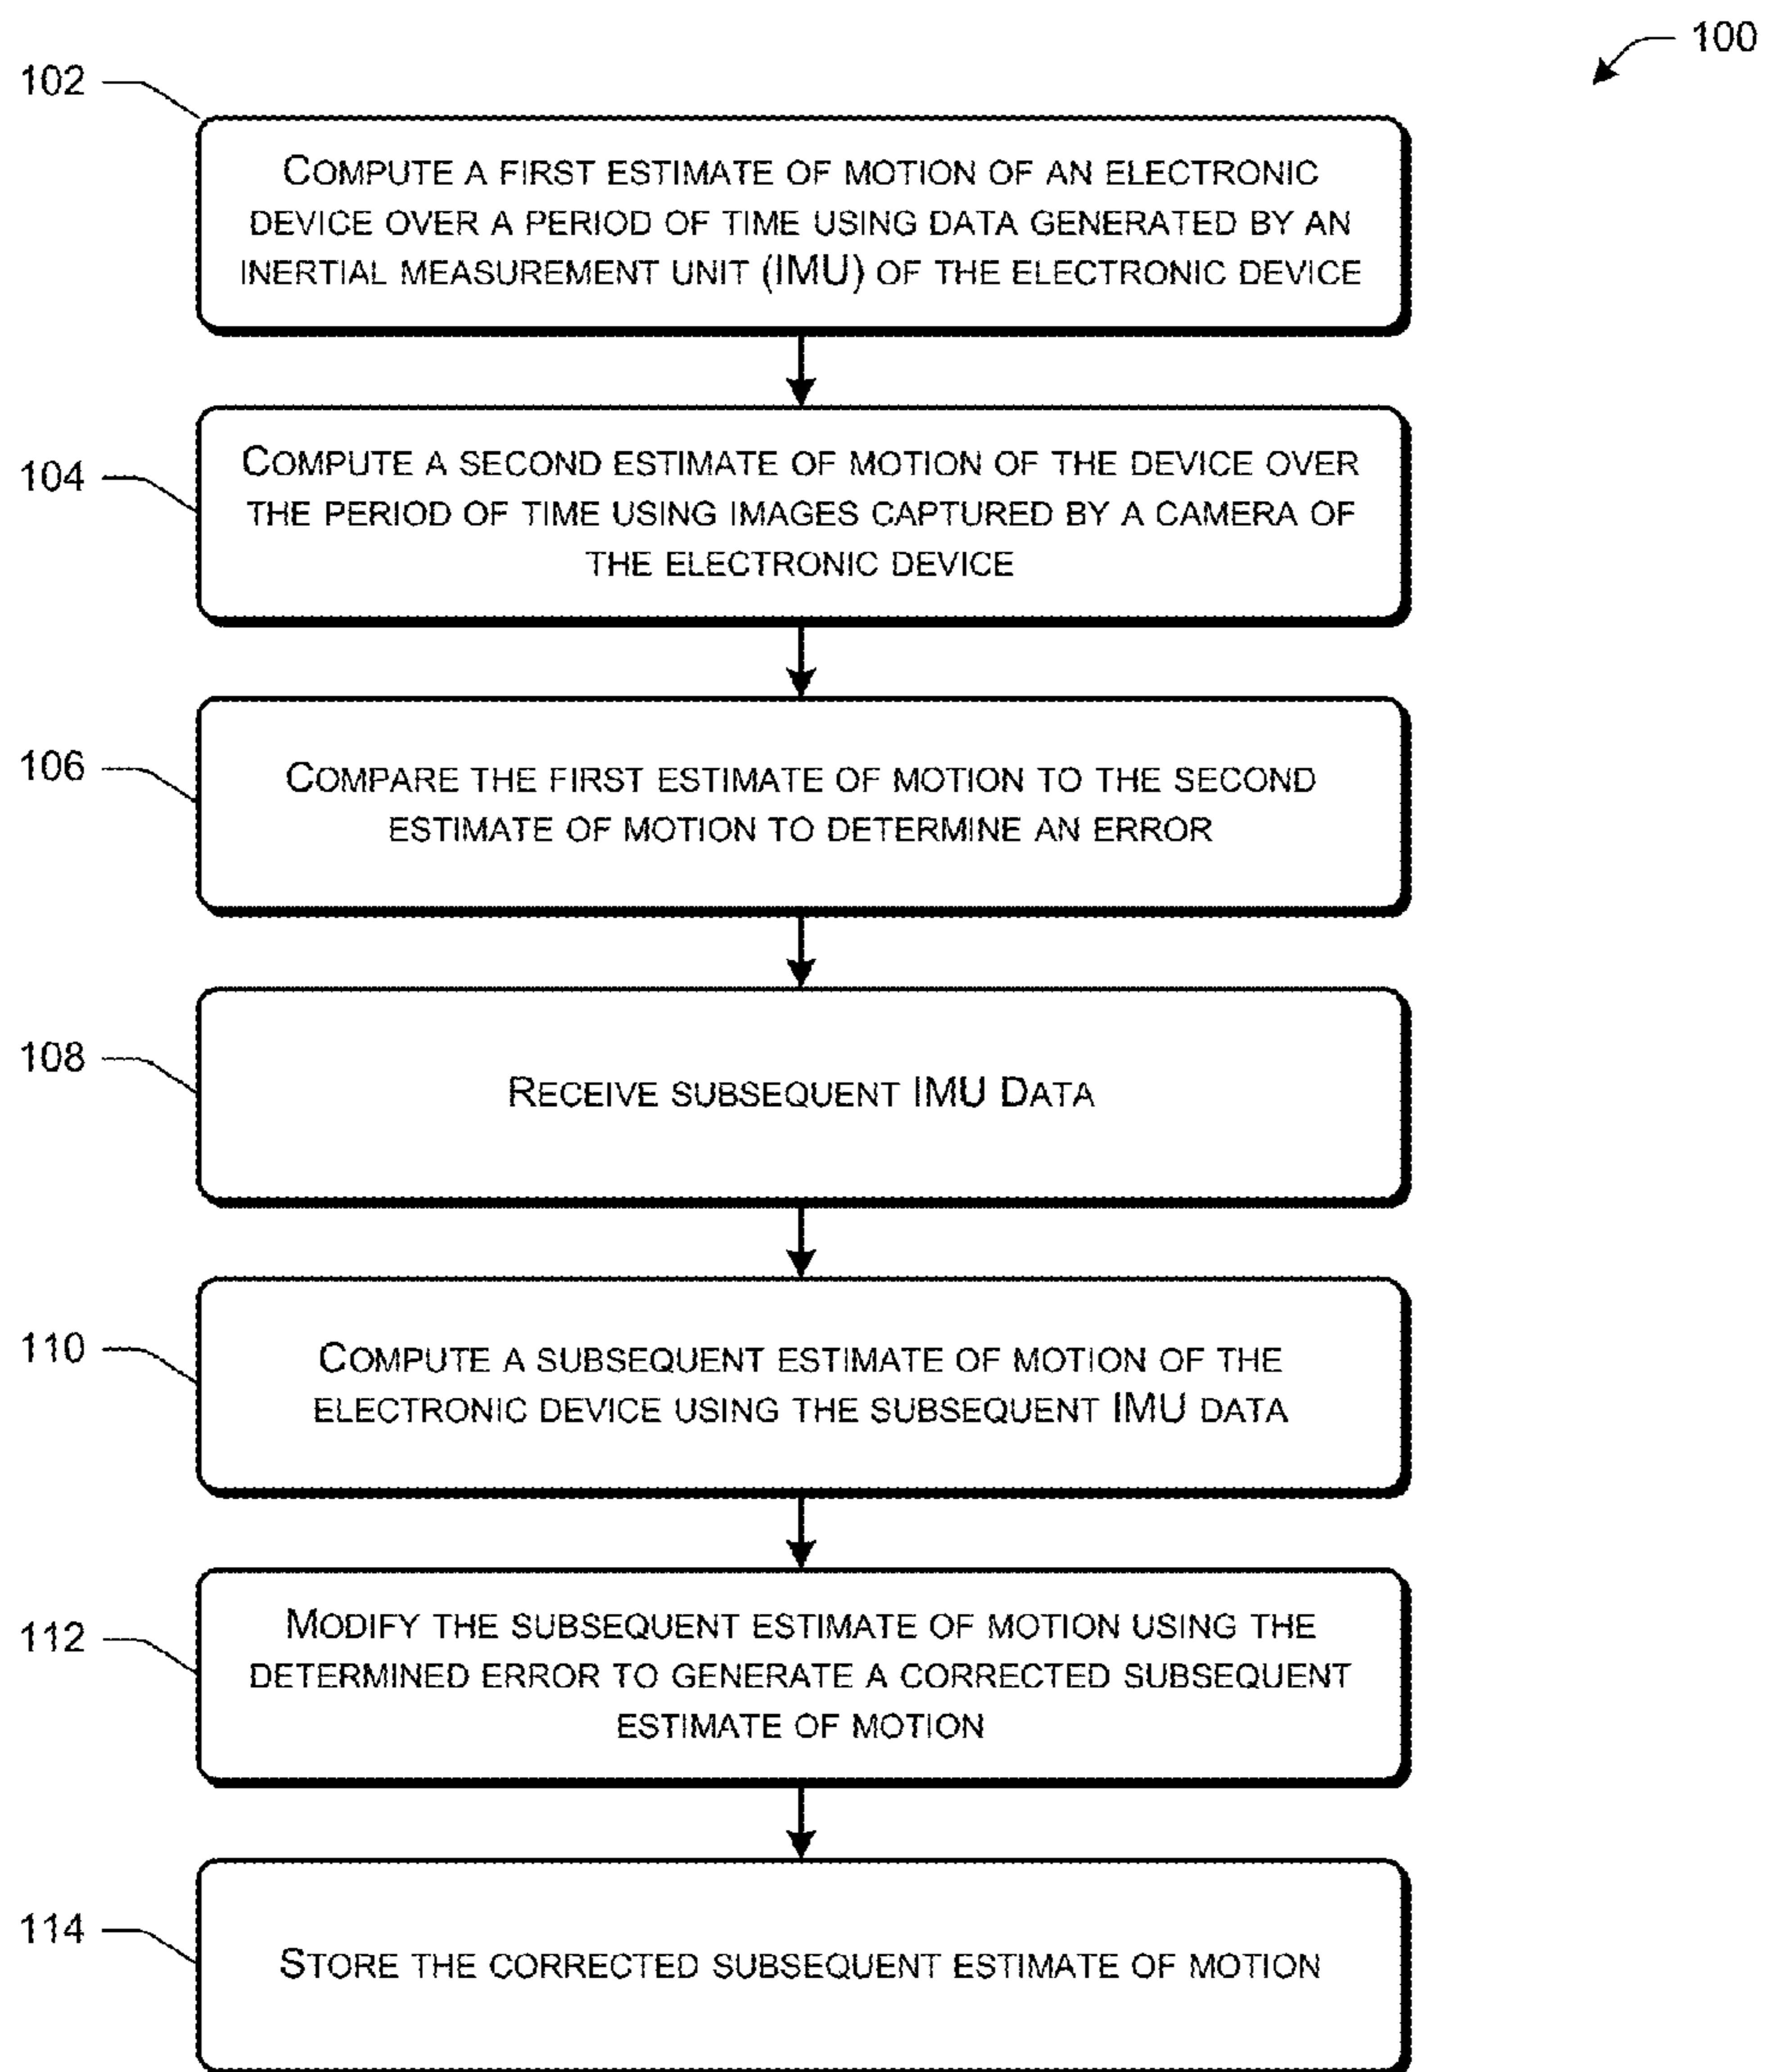 100
102
COMPUTE A FIRST ESTIMATE OF MOTION OF AN ELECTRONIC
DEVICE OVER A PERIOD OF TIME USING DATA GENERATED BY AN
INERTIAL MEASUREMENT UNIT (IMU) OF THE ELECTRONIC DEVICE
104
COMPUTE A SECOND ESTIMATE OF MOTION OF THE DEVICE OVER
THE PERIOD OF TIME USING IMAGES CAPTURED BY A CAMERA OF
THE ELECTRONIC DEVICE
106
COMPARE THE FIRST ESTIMATE OF MOTION TO THE SECOND
ESTIMATE OF MOTION TO DETERMINE AN ERROR
108
RECEIVE SUBSEQUENT IMU DATA
110
COMPUTE A SUBSEQUENT ESTIMATE OF MOTION OF THE
ELECTRONIC DEVICE USING THE SUBSEQUENT IMU DATA
112
MODIFY THE SUBSEQUENT ESTIMATE OF MOTION USING THE
DETERMINED ERROR TO GENERATE A CORRECTED SUBSEQUENT
ESTIMATE OF MOTION
114
STORE THE CORRECTED SUBSEQUENT ESTIMATE OF MOTION